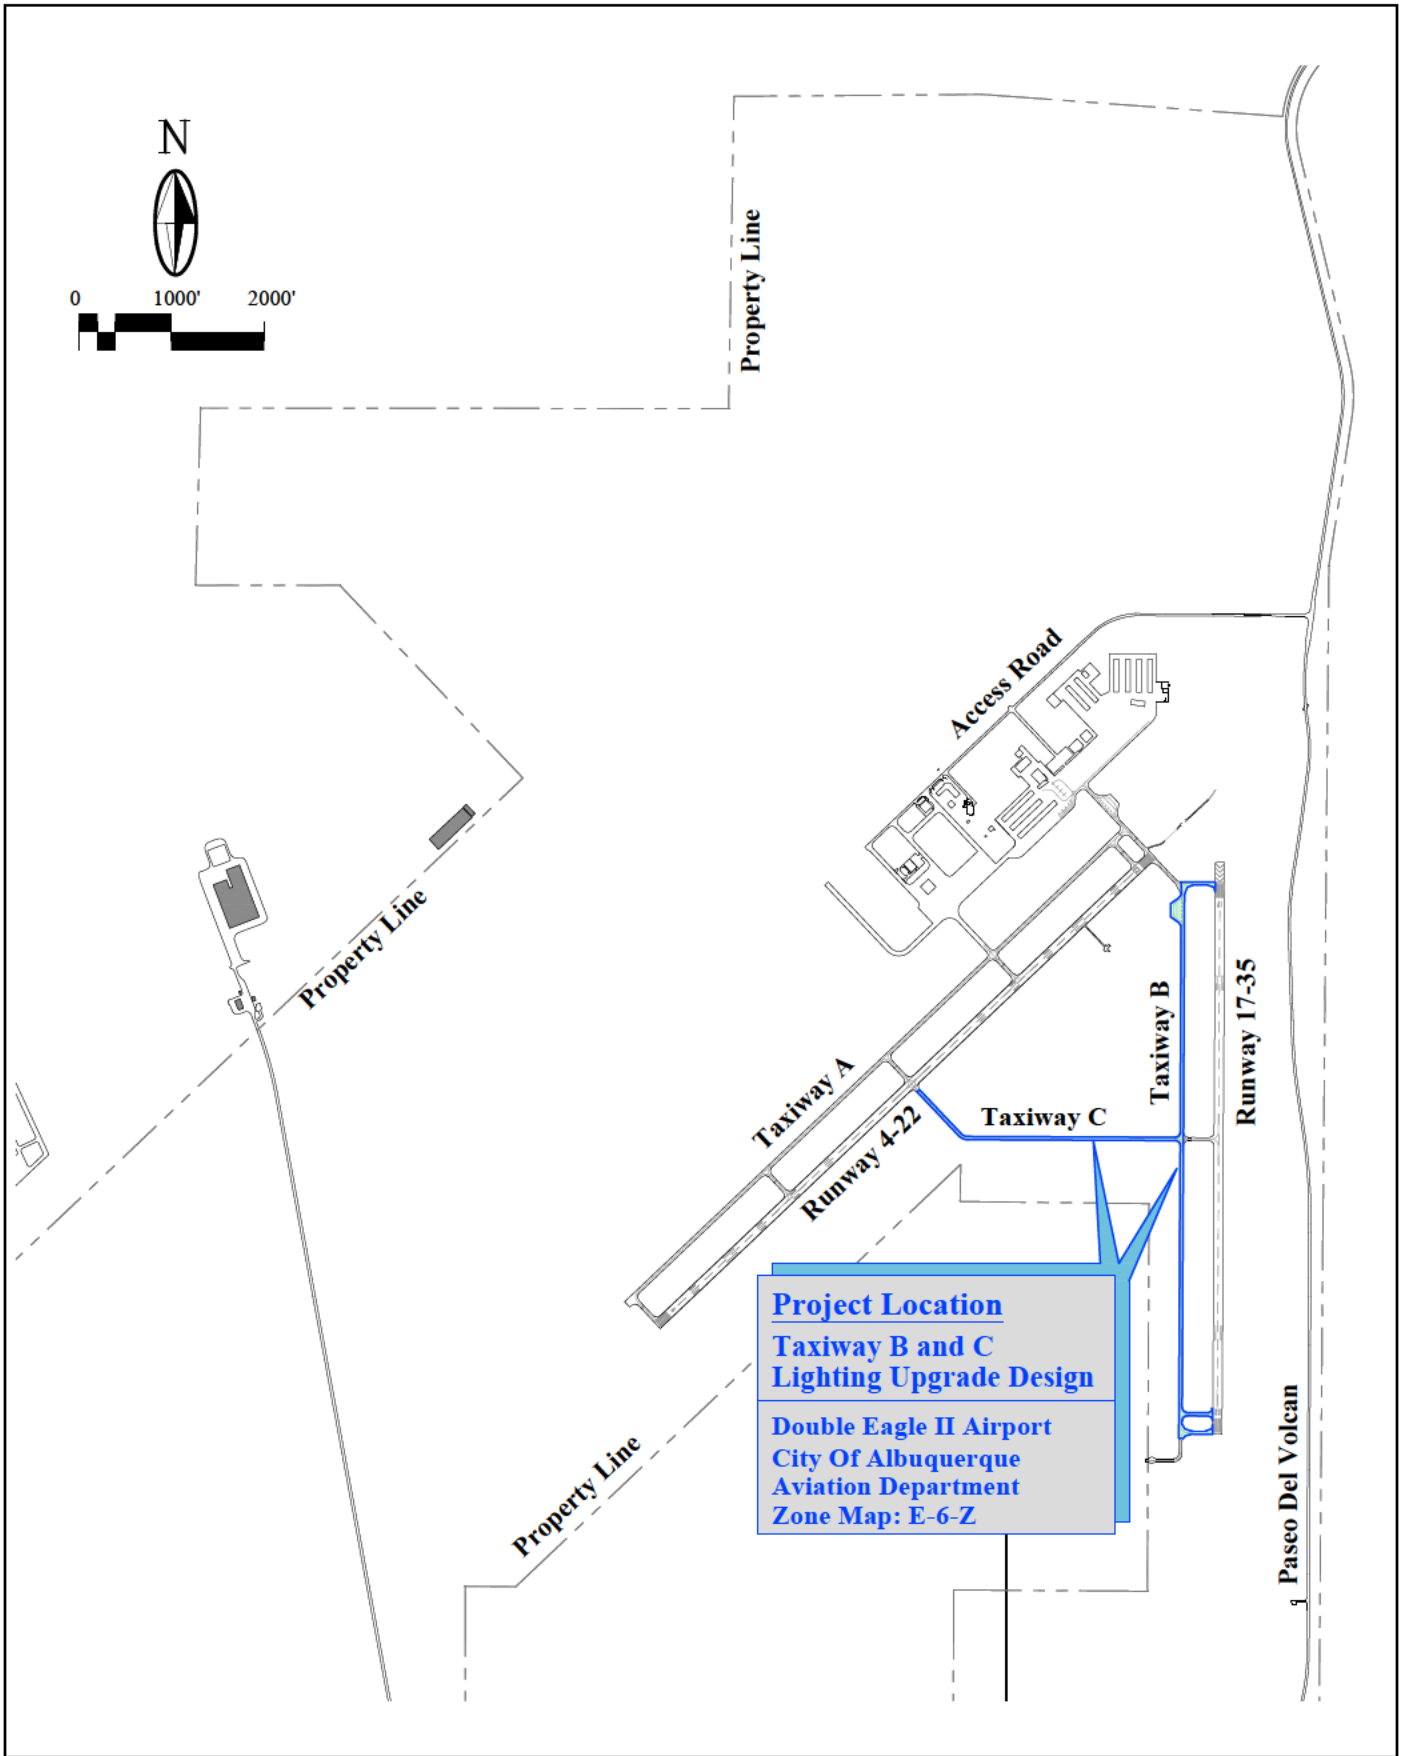 N
0 1000' 2000'
Property Line
Access Road
Property Line
Taxiway B
Runway 17-35
Taxiway A
Taxiway C
Runway 4-22
Project Location
Taxiway B and C
Lighting Upgrade Design
Double Eagle II Airport
City Of Albuquerque
Aviation Department
Zone Map: E-6-Z
Property Line
Paseo Del Volcan